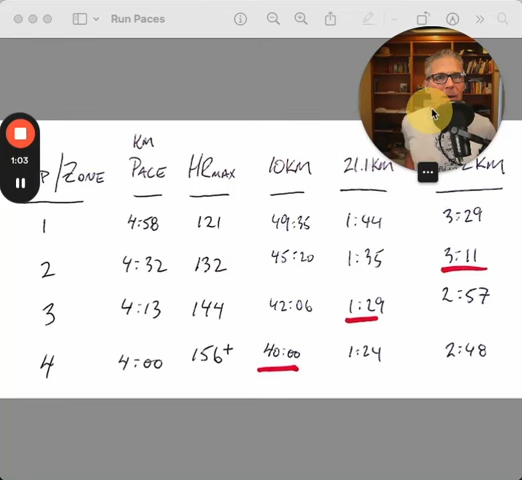 Run Paces
1:03
KM
P/ZONE PACE HRMAX 10KM 21.1KM 2KM
1 4:58 121 49:35 1:44 3:29
2 4:32 132 45:20 1:35 3:11
3 4:13 144 42:06 1:29 2:57
4 4:00 156+ 40:00 1:24 2:48